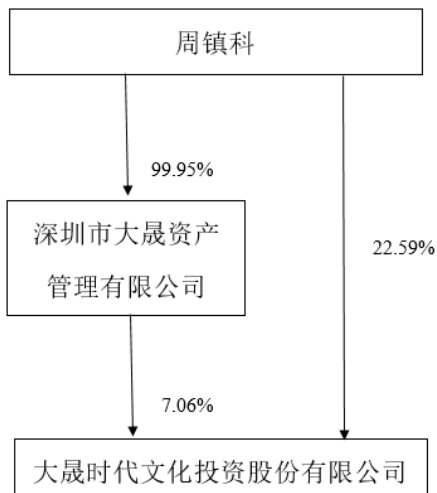 周镇科
99.95%
深圳市大晟资产
管理有限公司
22.59%
7.06%
大晟时代文化投资股份有限公司